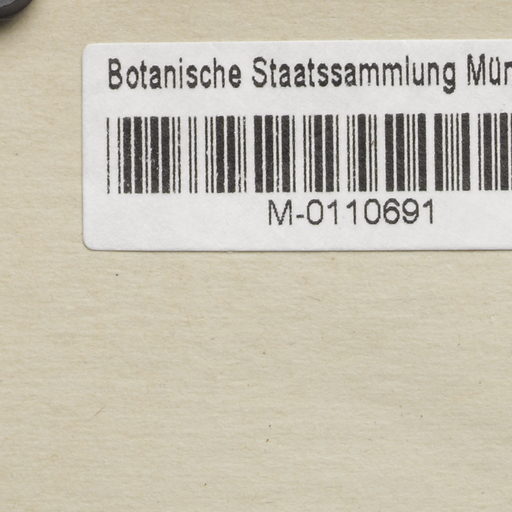 Botanische Staatssammlung Mün
M-0110691